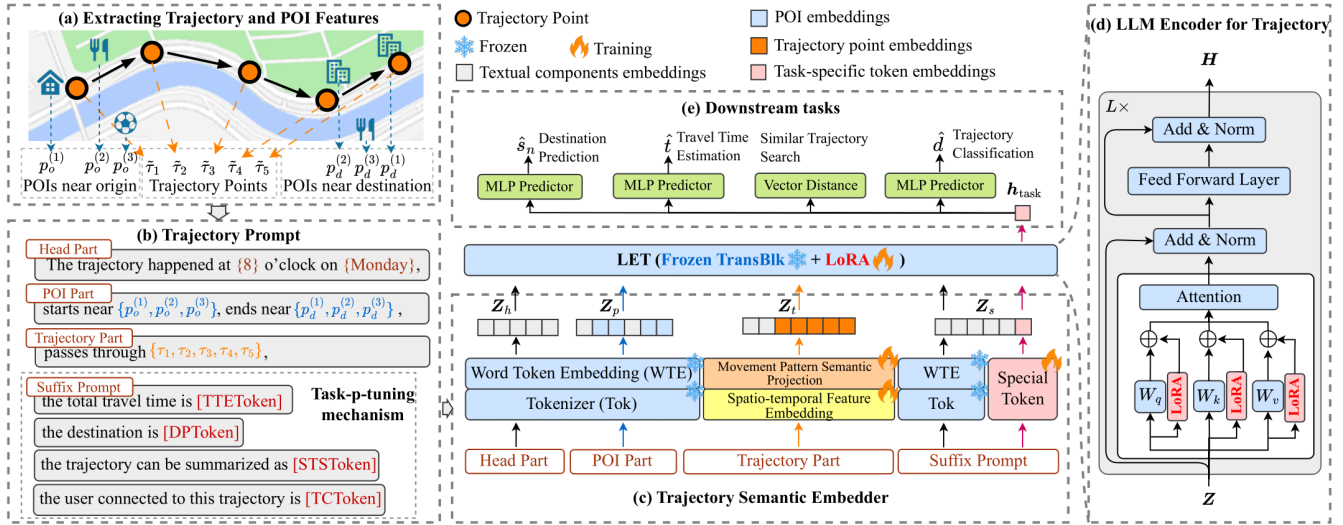 (a) Extracting Trajectory and POI Features
p_o^(1) p_o^(2) p_o^(3) τ̃_1 τ̃_2 τ̃_3 τ̃_4 τ̃_5 p_d^(2) p_d^(3) p_d^(1)
POIs near origin Trajectory Points POIs near destination
(b) Trajectory Prompt
Head Part
The trajectory happened at {8} o'clock on {Monday},
POI Part
starts near {p_o^(1), p_o^(2), p_o^(3)}, ends near {p_d^(1), p_d^(2), p_d^(3)} ,
Trajectory Part
passes through {τ_1, τ_2, τ_3, τ_4, τ_5},
Suffix Prompt
the total travel time is [TTEToken]
Task-p-tuning
mechanism
the destination is [DPToken]
the trajectory can be summarized as [STSToken]
the user connected to this trajectory is [TCToken]
Trajectory Point
Frozen
Training
Textual components embeddings
POI embeddings
Trajectory point embeddings
Task-specific token embeddings
(e) Downstream tasks
ŝ_n Destination
Prediction
t̂ Travel Time
Estimation
Similar Trajectory
Search
d̂ Trajectory
Classification
MLP Predictor
MLP Predictor
Vector Distance
MLP Predictor
h_task
LET (Frozen TransBlk + LoRA )
Z_h
Z_p
Z_t
Z_s
Word Token Embedding (WTE)
Tokenizer (Tok)
Movement Pattern Semantic
Projection
Spatio-temporal Feature
Embedding
WTE
Tok
Special
Token
Head Part
POI Part
Trajectory Part
Suffix Prompt
(c) Trajectory Semantic Embedder
(d) LLM Encoder for Trajectory
H
L×
Add & Norm
Feed Forward Layer
Add & Norm
Attention
W_q
LoRA
W_k
LoRA
W_v
LoRA
Z